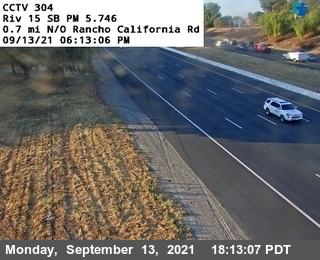 CCTV 304
Riv 15 SB PM 5.746
0.7 mi N/O Rancho California Rd
09/13/21 06:13:06 PM
Monday, September 13, 2021 18:13:07 PDT